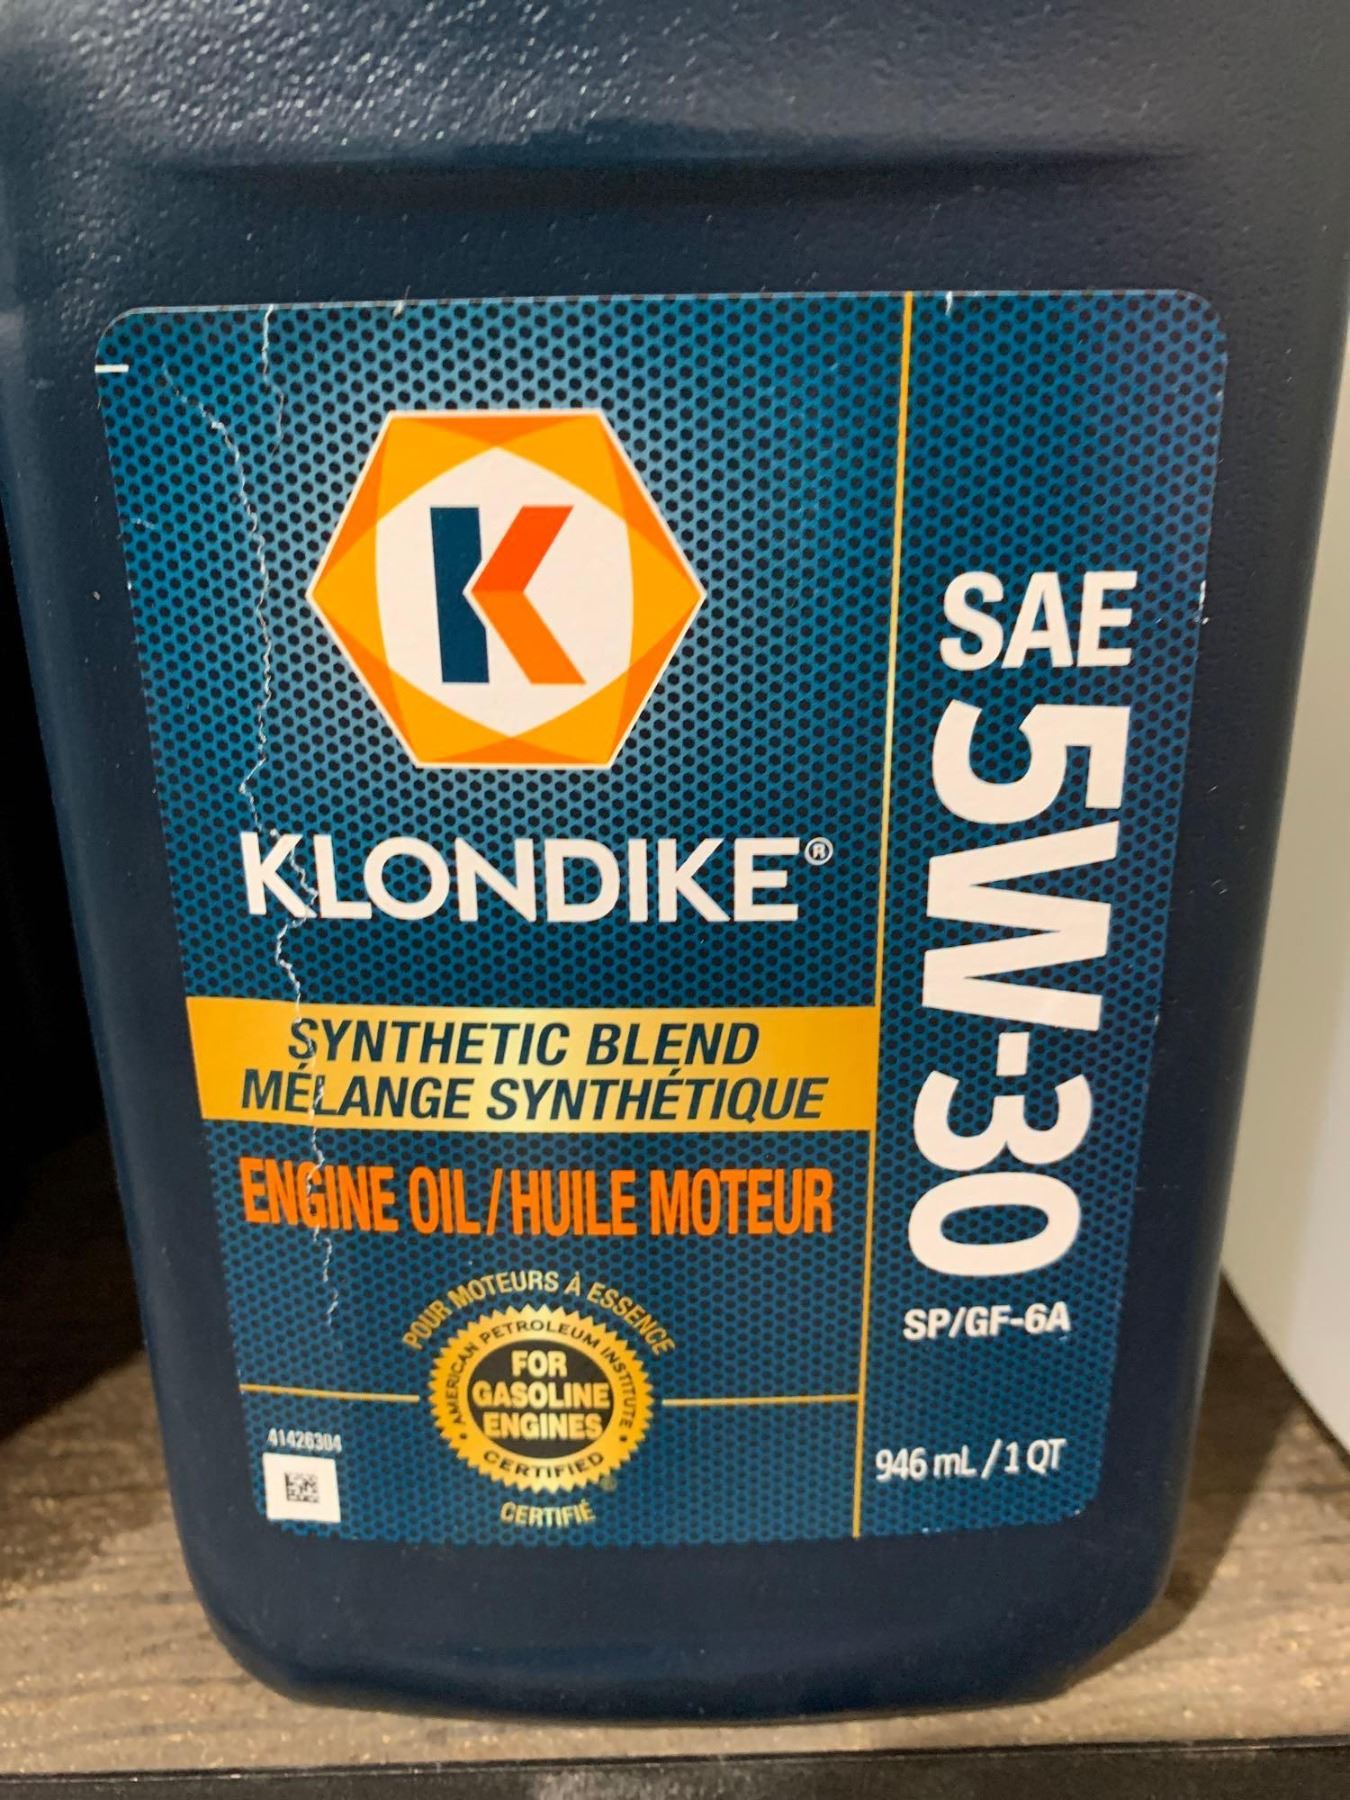 K
KLONDIKE®
SYNTHETIC BLEND
MÉLANGE SYNTHÉTIQUE
ENGINE OIL / HUILE MOTEUR
POUR MOTEURS À ESSENCE
AMERICAN PETROLEUM INSTITUTE
FOR
GASOLINE
ENGINES
CERTIFIED
CERTIFIÉ
41426304
SAE
5W-30
SP/GF-6A
946 mL / 1 QT